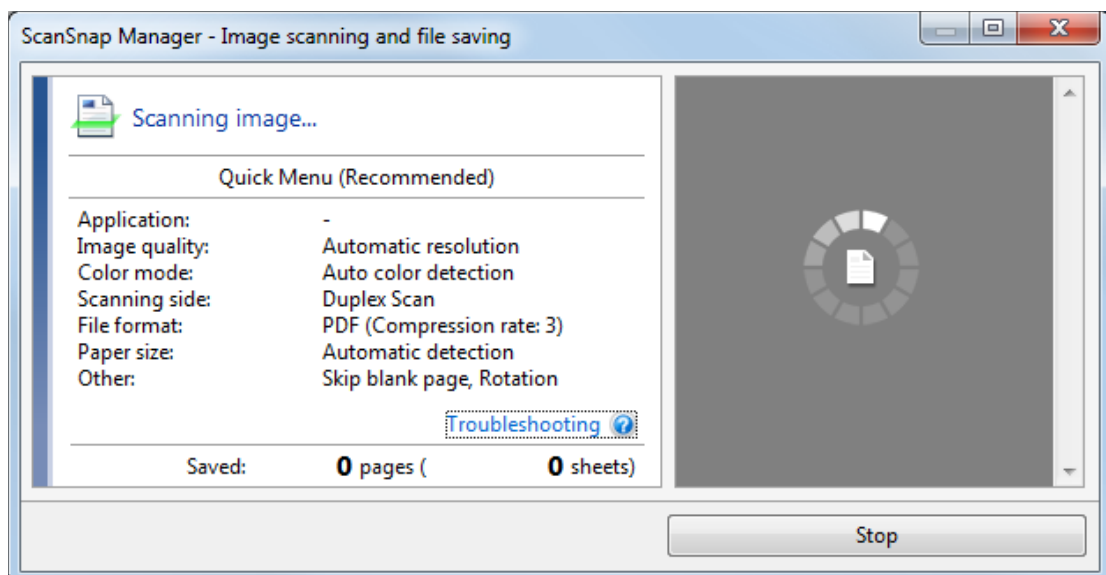 ScanSnap Manager - Image scanning and file saving
Scanning image...
Quick Menu (Recommended)
Application: -
Image quality: Automatic resolution
Color mode: Auto color detection
Scanning side: Duplex Scan
File format: PDF (Compression rate: 3)
Paper size: Automatic detection
Other: Skip blank page, Rotation
Troubleshooting ?
Saved: 0 pages ( 0 sheets)
Stop